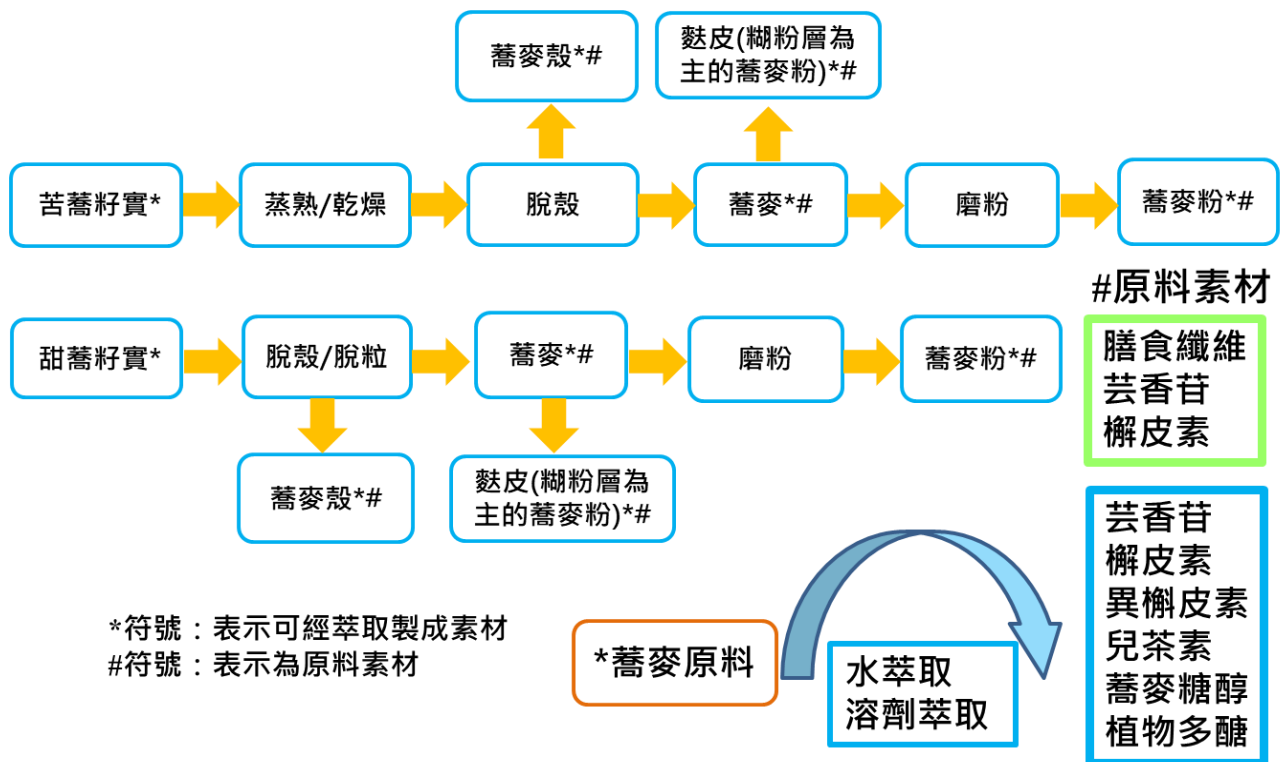 蕎麥殼*#
麩皮(糊粉層為
主的蕎麥粉)*#
苦蕎籽實*
蒸熟/乾燥
脫殼
蕎麥*#
磨粉
蕎麥粉*#
#原料素材
甜蕎籽實*
脫殼/脫粒
蕎麥*#
磨粉
蕎麥粉*#
膳食纖維
芸香苷
檞皮素
蕎麥殼*#
麩皮(糊粉層為
主的蕎麥粉)*#
芸香苷
檞皮素
異槲皮素
兒茶素
蕎麥糖醇
植物多醣
*符號：表示可經萃取製成素材
#符號：表示為原料素材
*蕎麥原料
水萃取
溶劑萃取